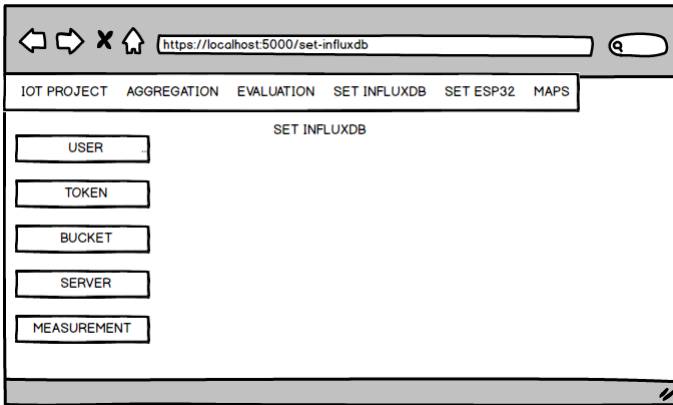 https://localhost:5000/set-influxdb
IOT PROJECT AGGREGATION EVALUATION SET INFLUXDB SET ESP32 MAPS
SET INFLUXDB
USER
TOKEN
BUCKET
SERVER
MEASUREMENT